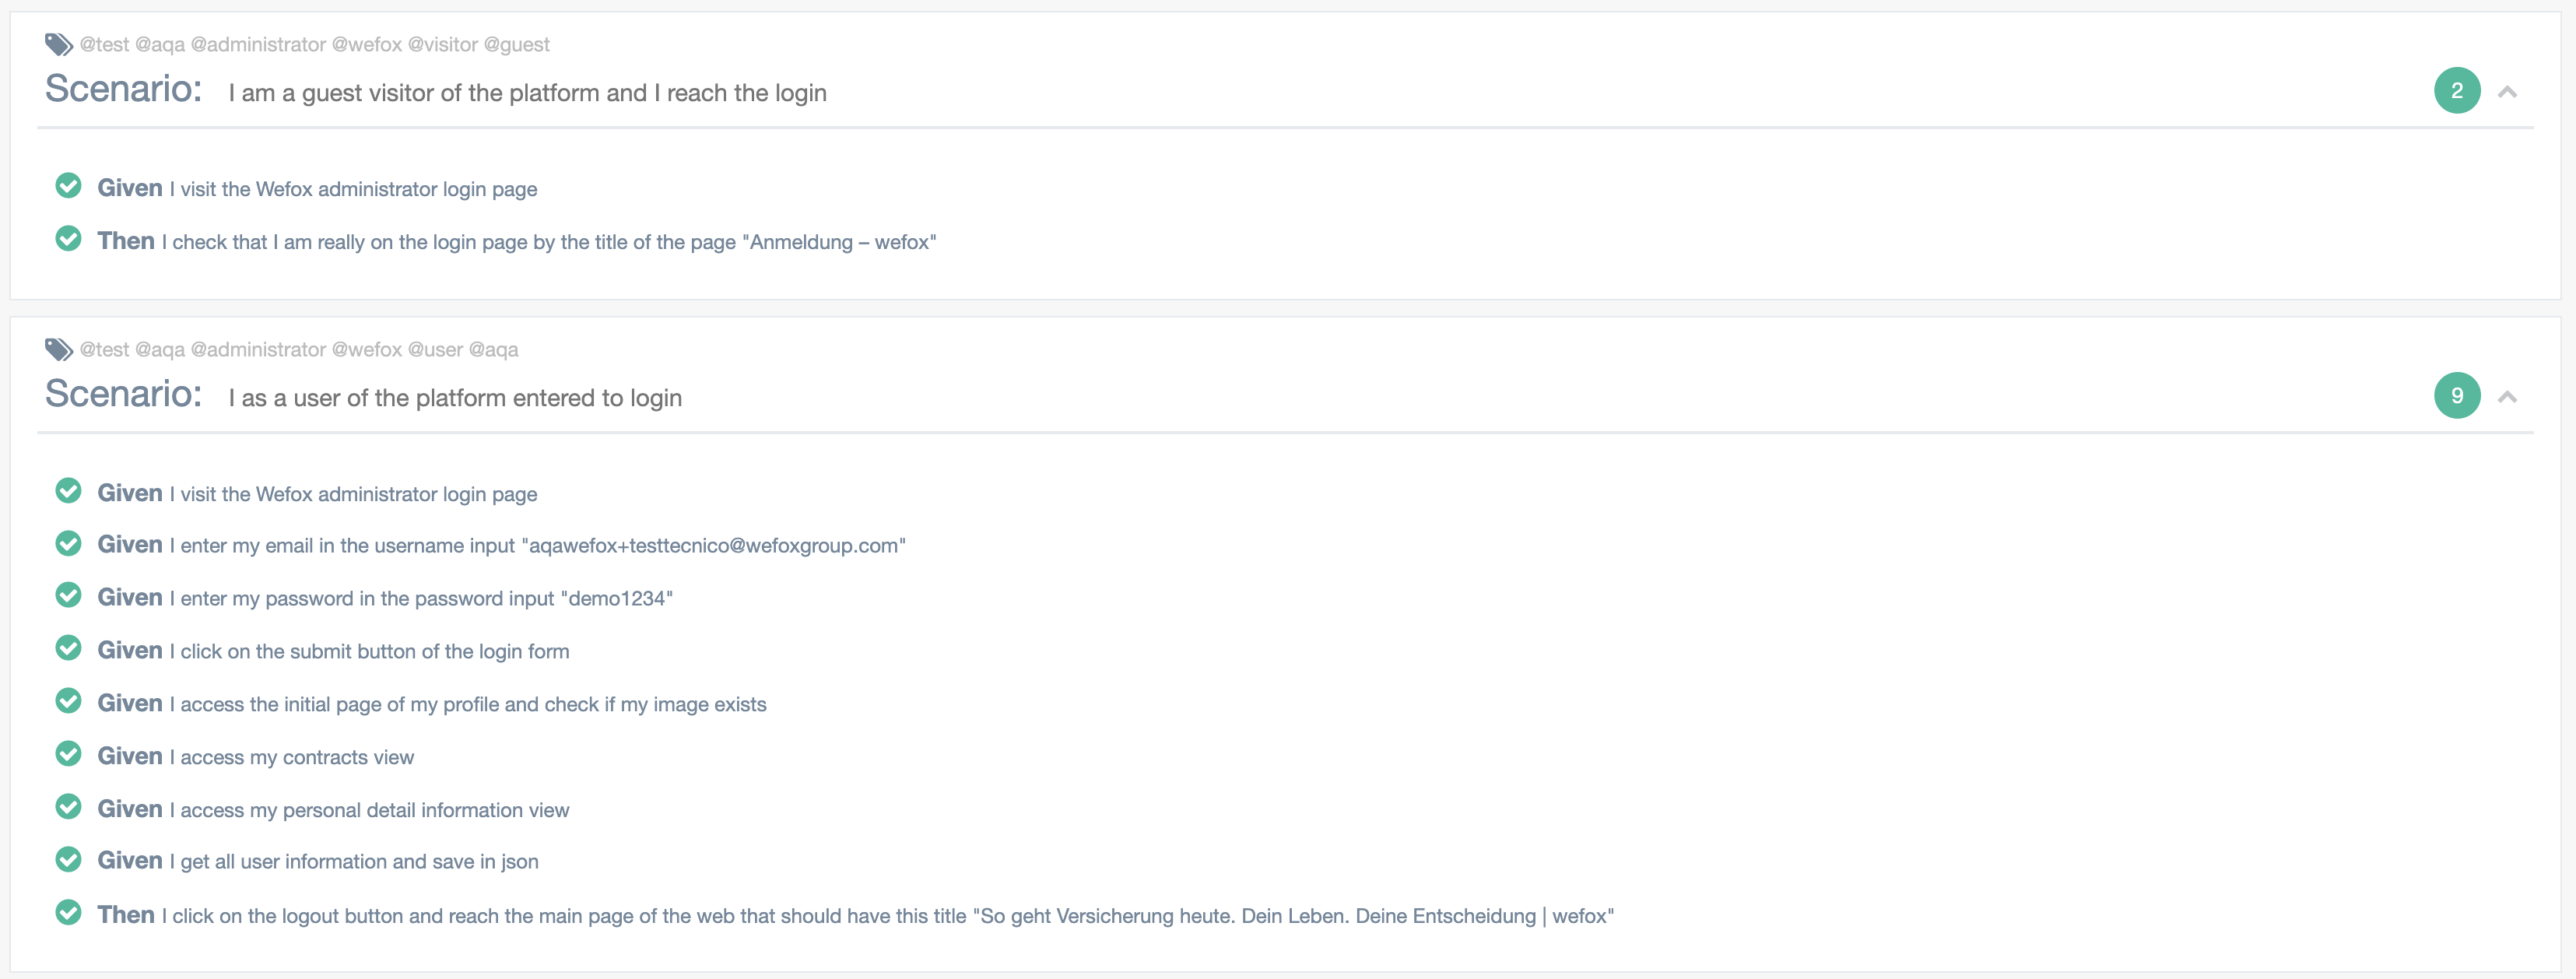 @test @aqa @administrator @wefox @visitor @guest
Scenario: I am a guest visitor of the platform and I reach the login 2
Given I visit the Wefox administrator login page
Then I check that I am really on the login page by the title of the page "Anmeldung – wefox"
@test @aqa @administrator @wefox @user @aqa
Scenario: I as a user of the platform entered to login 9
Given I visit the Wefox administrator login page
Given I enter my email in the username input "aqawefox+testtecnico@wefoxgroup.com"
Given I enter my password in the password input "demo1234"
Given I click on the submit button of the login form
Given I access the initial page of my profile and check if my image exists
Given I access my contracts view
Given I access my personal detail information view
Given I get all user information and save in json
Then I click on the logout button and reach the main page of the web that should have this title "So geht Versicherung heute. Dein Leben. Deine Entscheidung | wefox"